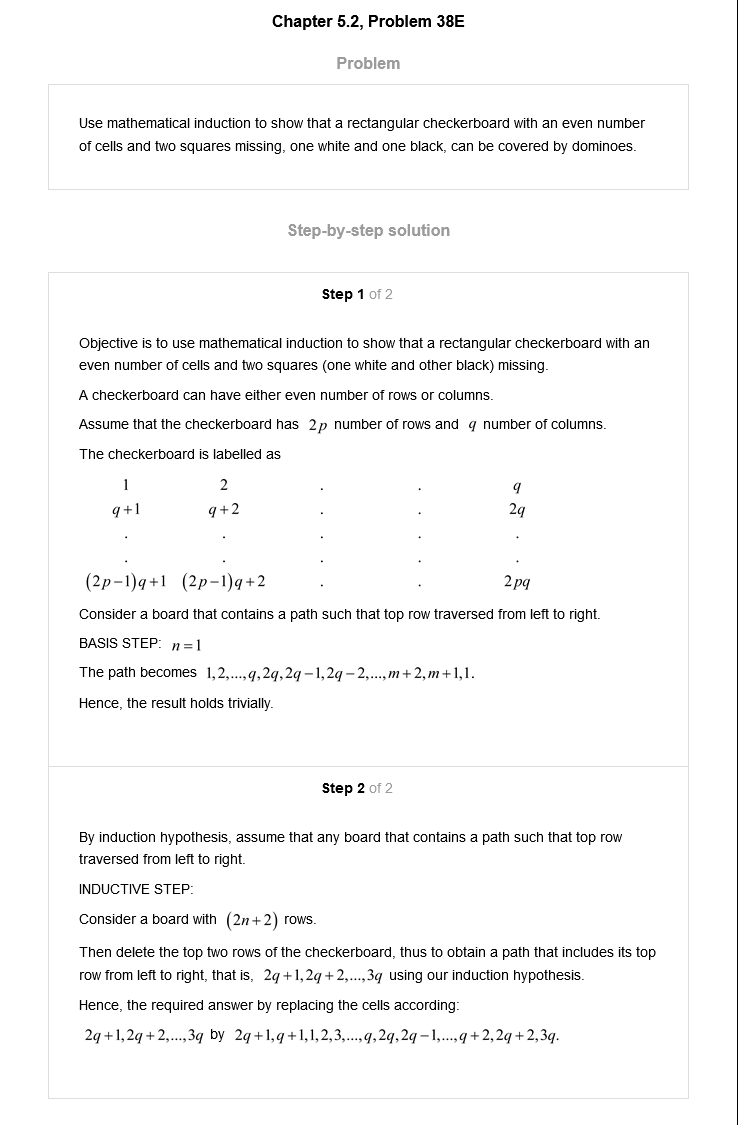 Chapter 5.2, Problem 38E
Problem
Use mathematical induction to show that a rectangular checkerboard with an even number
of cells and two squares missing, one white and one black, can be covered by dominoes.
Step-by-step solution
Step 1 of 2
Objective is to use mathematical induction to show that a rectangular checkerboard with an
even number of cells and two squares (one white and other black) missing.
A checkerboard can have either even number of rows or columns.
Assume that the checkerboard has 2p number of rows and q number of columns.
The checkerboard is labelled as
1 2 . . q
q+1 q+2 . . 2q
. . . . .
. . . . .
(2p−1)q+1 (2p−1)q+2 . . 2pq
Consider a board that contains a path such that top row traversed from left to right.
BASIS STEP: n=1
The path becomes 1,2,...,q,2q,2q−1,2q−2,...,m+2,m+1,1.
Hence, the result holds trivially.
Step 2 of 2
By induction hypothesis, assume that any board that contains a path such that top row
traversed from left to right.
INDUCTIVE STEP:
Consider a board with (2n+2) rows.
Then delete the top two rows of the checkerboard, thus to obtain a path that includes its top
row from left to right, that is, 2q+1,2q+2,...,3q using our induction hypothesis.
Hence, the required answer by replacing the cells according:
2q+1,2q+2,...,3q by 2q+1,q+1,1,2,3,...,q,2q,2q−1,...,q+2,2q+2,3q.